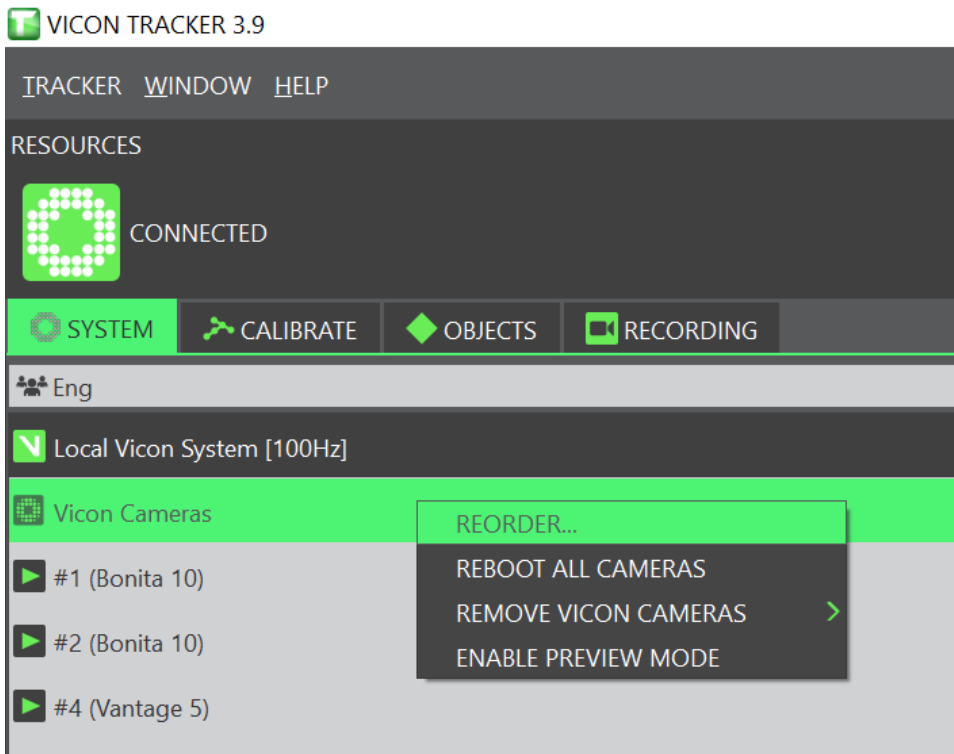 VICON TRACKER 3.9
TRACKER WINDOW HELP
RESOURCES
CONNECTED
SYSTEM CALIBRATE OBJECTS RECORDING
Eng
Local Vicon System [100Hz]
Vicon Cameras
REORDER...
#1 (Bonita 10)
REBOOT ALL CAMERAS
REMOVE VICON CAMERAS
#2 (Bonita 10)
ENABLE PREVIEW MODE
#4 (Vantage 5)